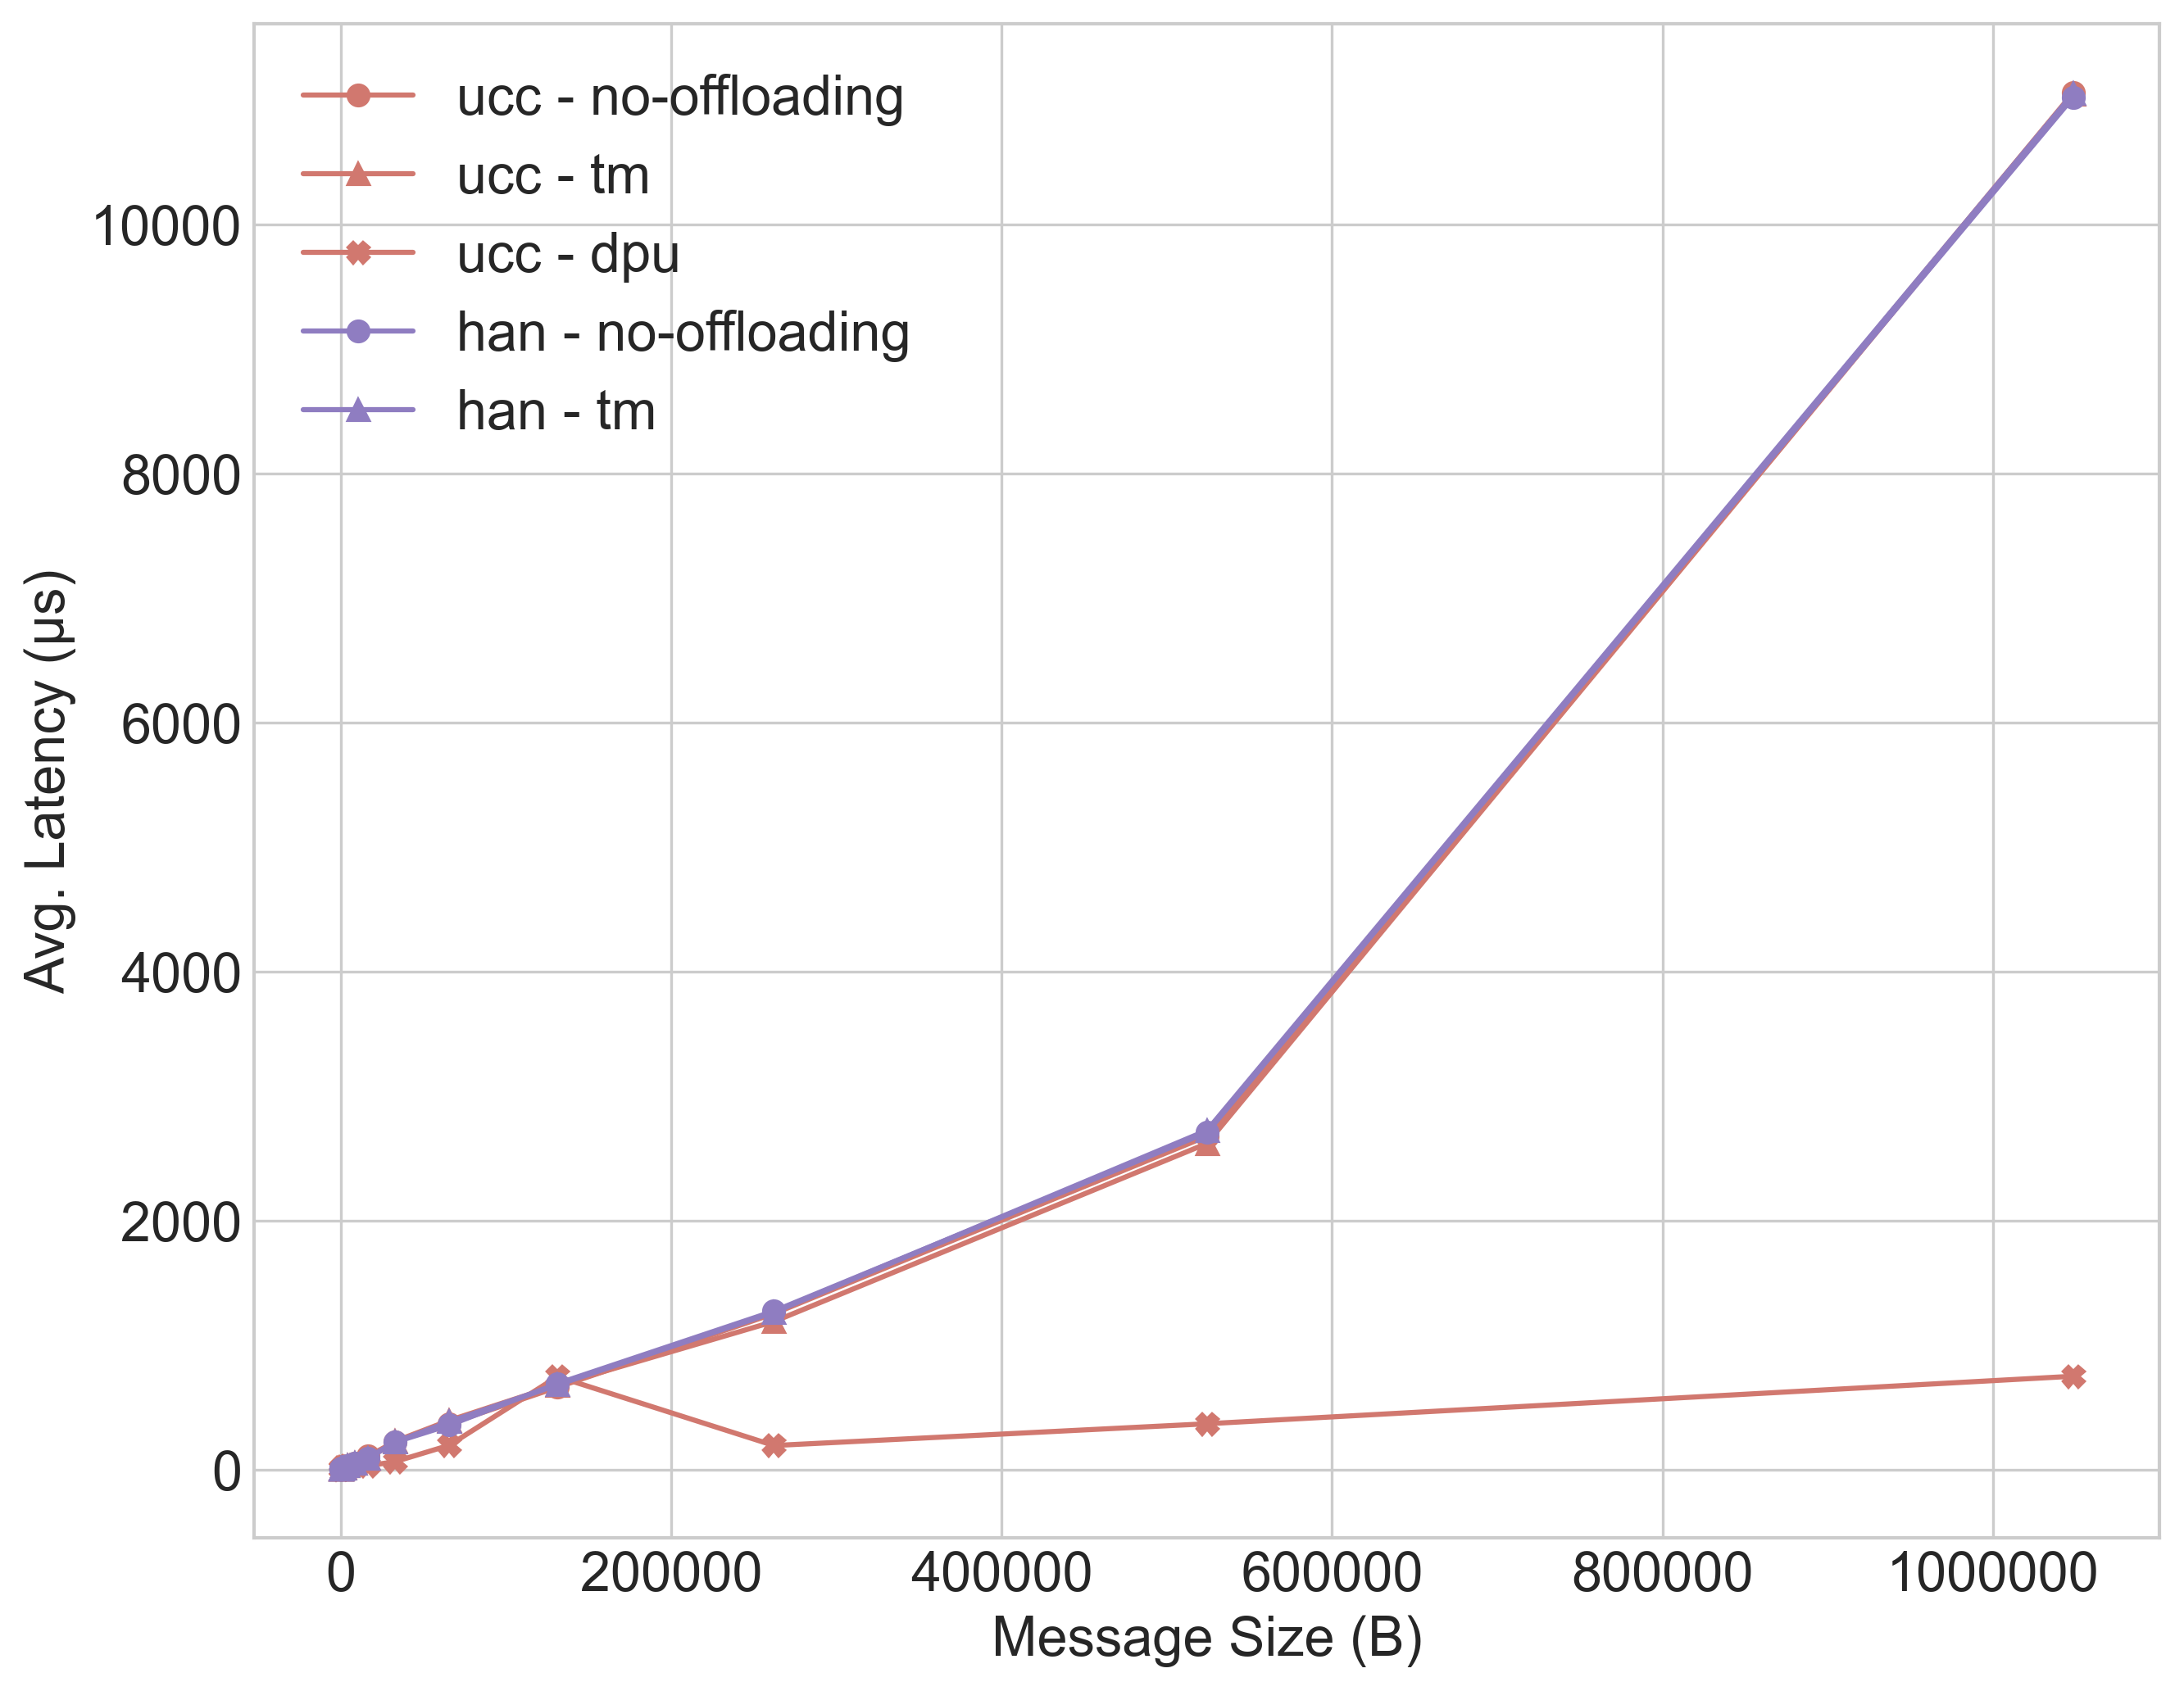 ucc - no-offloading
ucc - tm
ucc - dpu
han - no-offloading
han - tm
10000
8000
6000
4000
2000
0
Avg. Latency (µs)
0 200000 400000 600000 800000 1000000
Message Size (B)